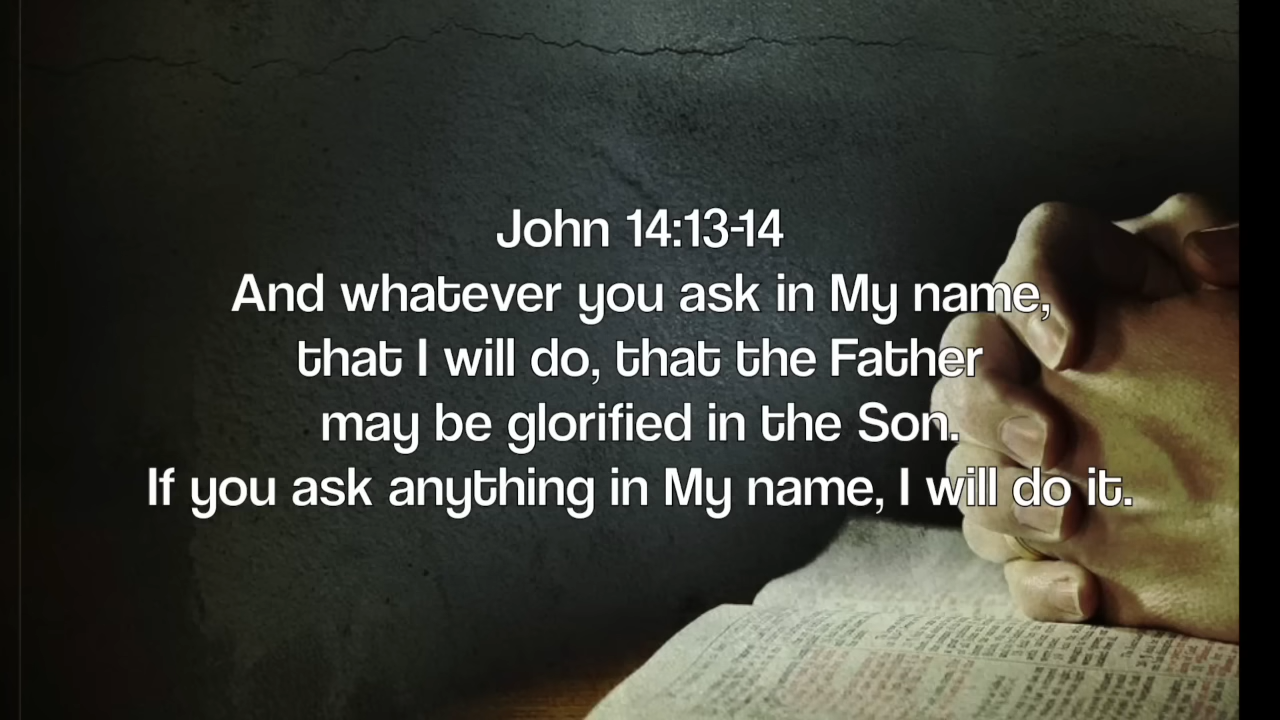 John 14:13-14
And whatever you ask in My name,
that I will do, that the Father
may be glorified in the Son.
If you ask anything in My name, I will do it.